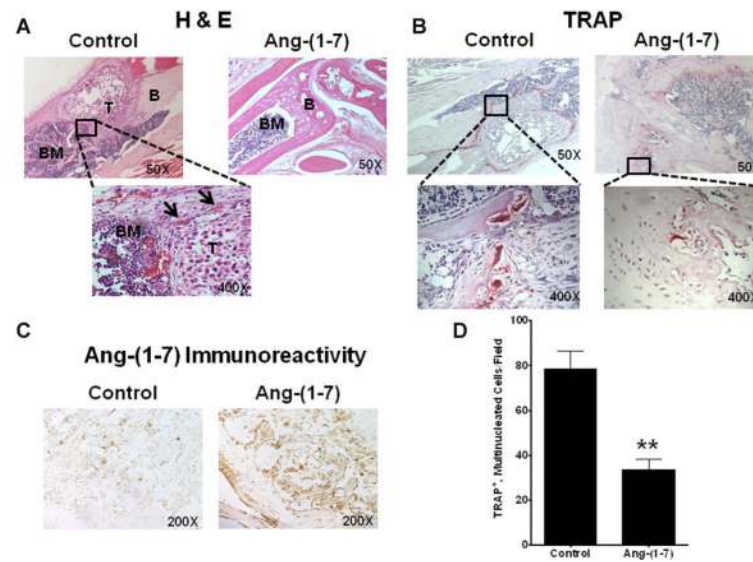 A
H & E
Control
Ang-(1-7)
T
B
BM
50X
B
BM
50X
BM
T
400X
B
TRAP
Control
Ang-(1-7)
50X
50
400X
400X
C
Ang-(1-7) Immunoreactivity
Control
Ang-(1-7)
200X
200X
D
TRAP⁺, Multinucleated Cells/Field
100
80
60
40
20
0
**
Control
Ang-(1-7)